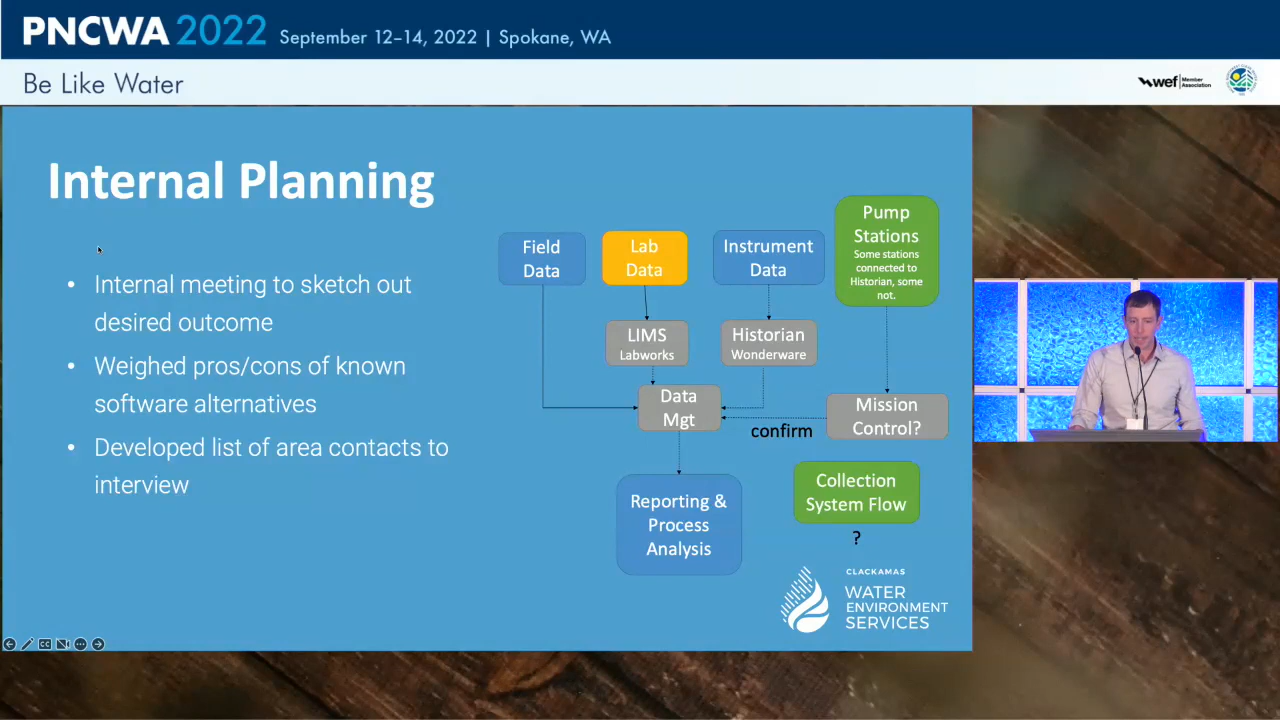 PNCWA 2022 September 12–14, 2022 | Spokane, WA
Be Like Water
wef Member Association
Internal Planning
• Internal meeting to sketch out
desired outcome
• Weighed pros/cons of known
software alternatives
• Developed list of area contacts to
interview
Field
Data
Lab
Data
Instrument
Data
Pump
Stations
Some stations
connected to
Historian, some
not.
LIMS
Labworks
Historian
Wonderware
Data
Mgt
confirm
Mission
Control?
Reporting &
Process
Analysis
Collection
System Flow
?
CLACKAMAS
WATER
ENVIRONMENT
SERVICES
CC